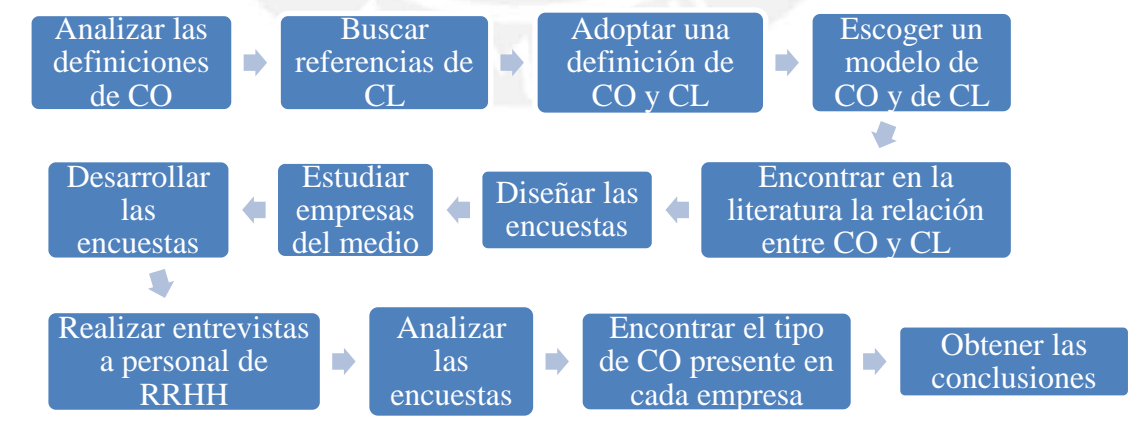 Analizar las
definiciones
de CO
Buscar
referencias de
CL
Adoptar una
definición de
CO y CL
Escoger un
modelo de
CO y de CL
Encontrar en la
literatura la relación
entre CO y CL
Diseñar las
encuestas
Estudiar
empresas
del medio
Desarrollar
las
encuestas
Realizar entrevistas
a personal de
RRHH
Analizar
las
encuestas
Encontrar el tipo
de CO presente en
cada empresa
Obtener las
conclusiones